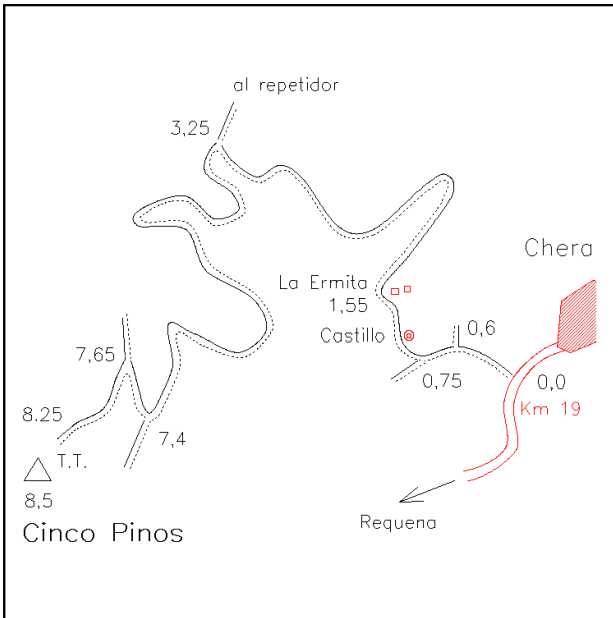 al repetidor
3,25
Chera
La Ermita
1,55
Castillo
0,6
7,65
0,75
0,0
Km 19
8.25
7,4
T.T.
8,5
Requena
Cinco Pinos